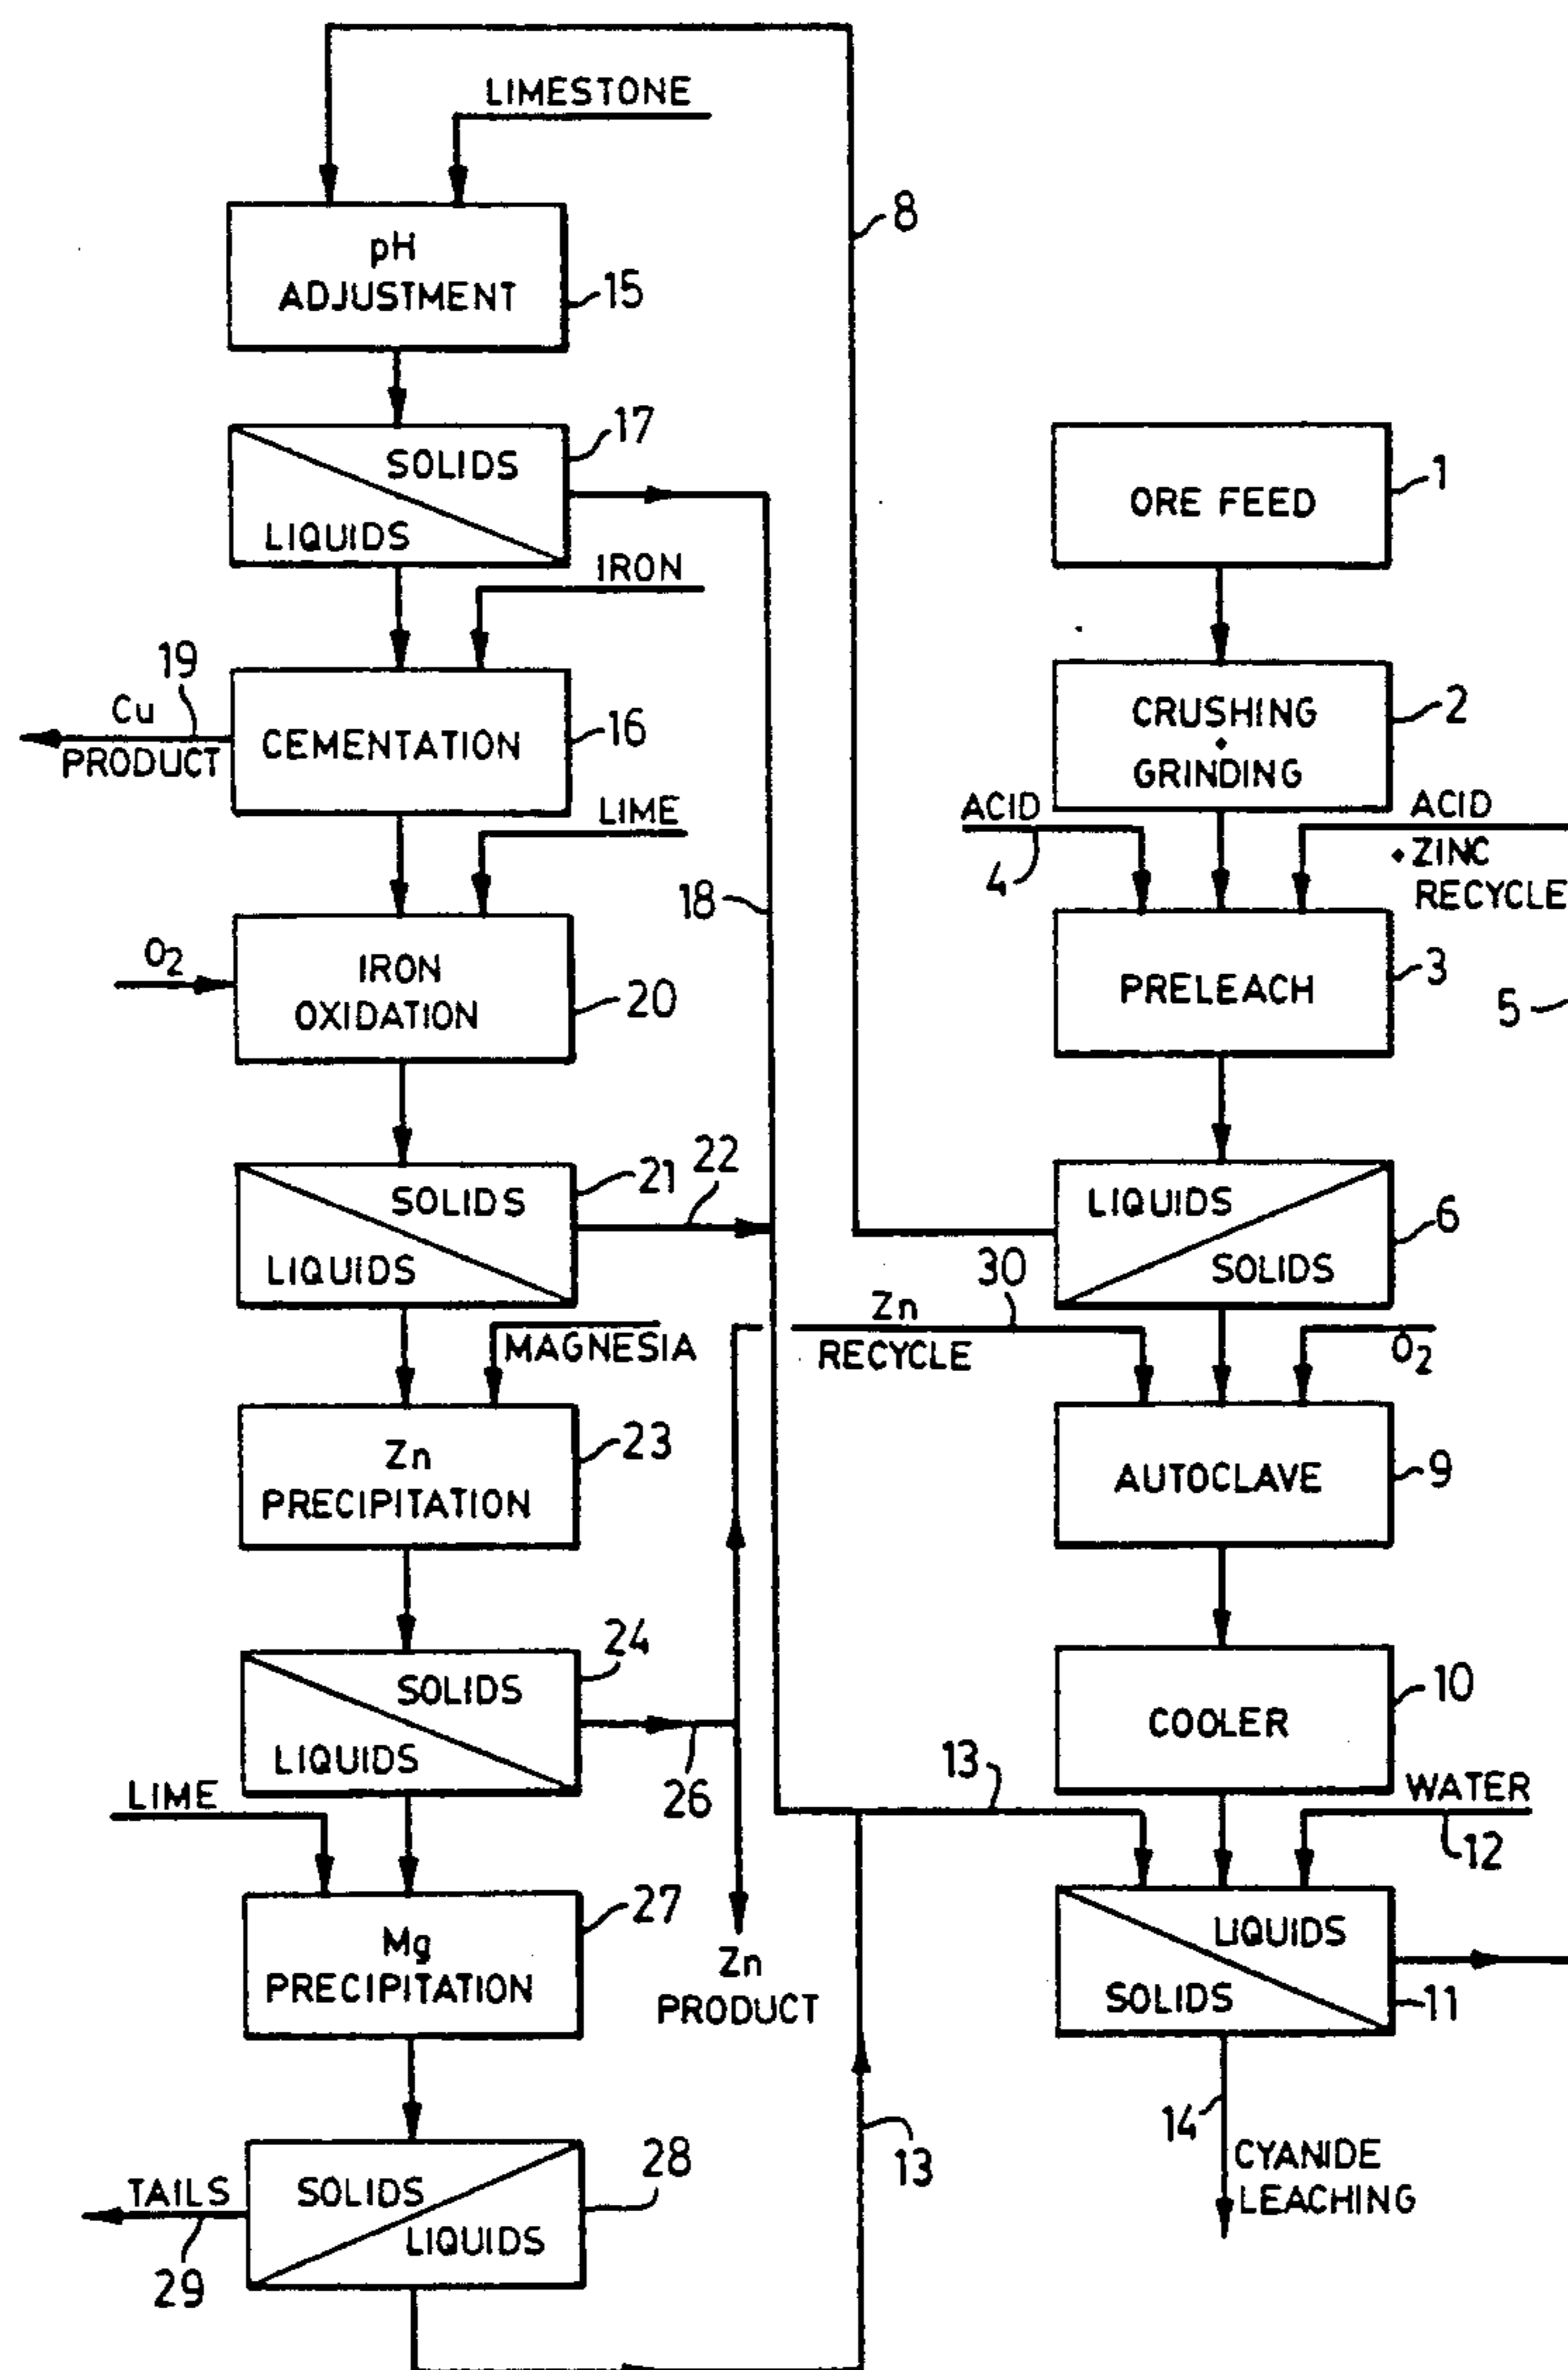 LIMESTONE
8
pH
ADJUSTMENT
15
17
SOLIDS
LIQUIDS
IRON
19
Cu
PRODUCT
CEMENTATION
16
LIME
18
O2
IRON
OXIDATION
20
22
21
SOLIDS
LIQUIDS
MAGNESIA
Zn
PRECIPITATION
23
24
SOLIDS
LIQUIDS
26
LIME
27
Mg
PRECIPITATION
Zn
PRODUCT
28
SOLIDS
LIQUIDS
TAILS
29
13
ORE FEED
1
CRUSHING
+
GRINDING
2
ACID
4
ACID
+ ZINC
RECYCLE
PRELEACH
3
5
LIQUIDS
SOLIDS
6
30
Zn
RECYCLE
O2
AUTOCLAVE
9
COOLER
10
13
WATER
12
LIQUIDS
SOLIDS
11
14
CYANIDE
LEACHING